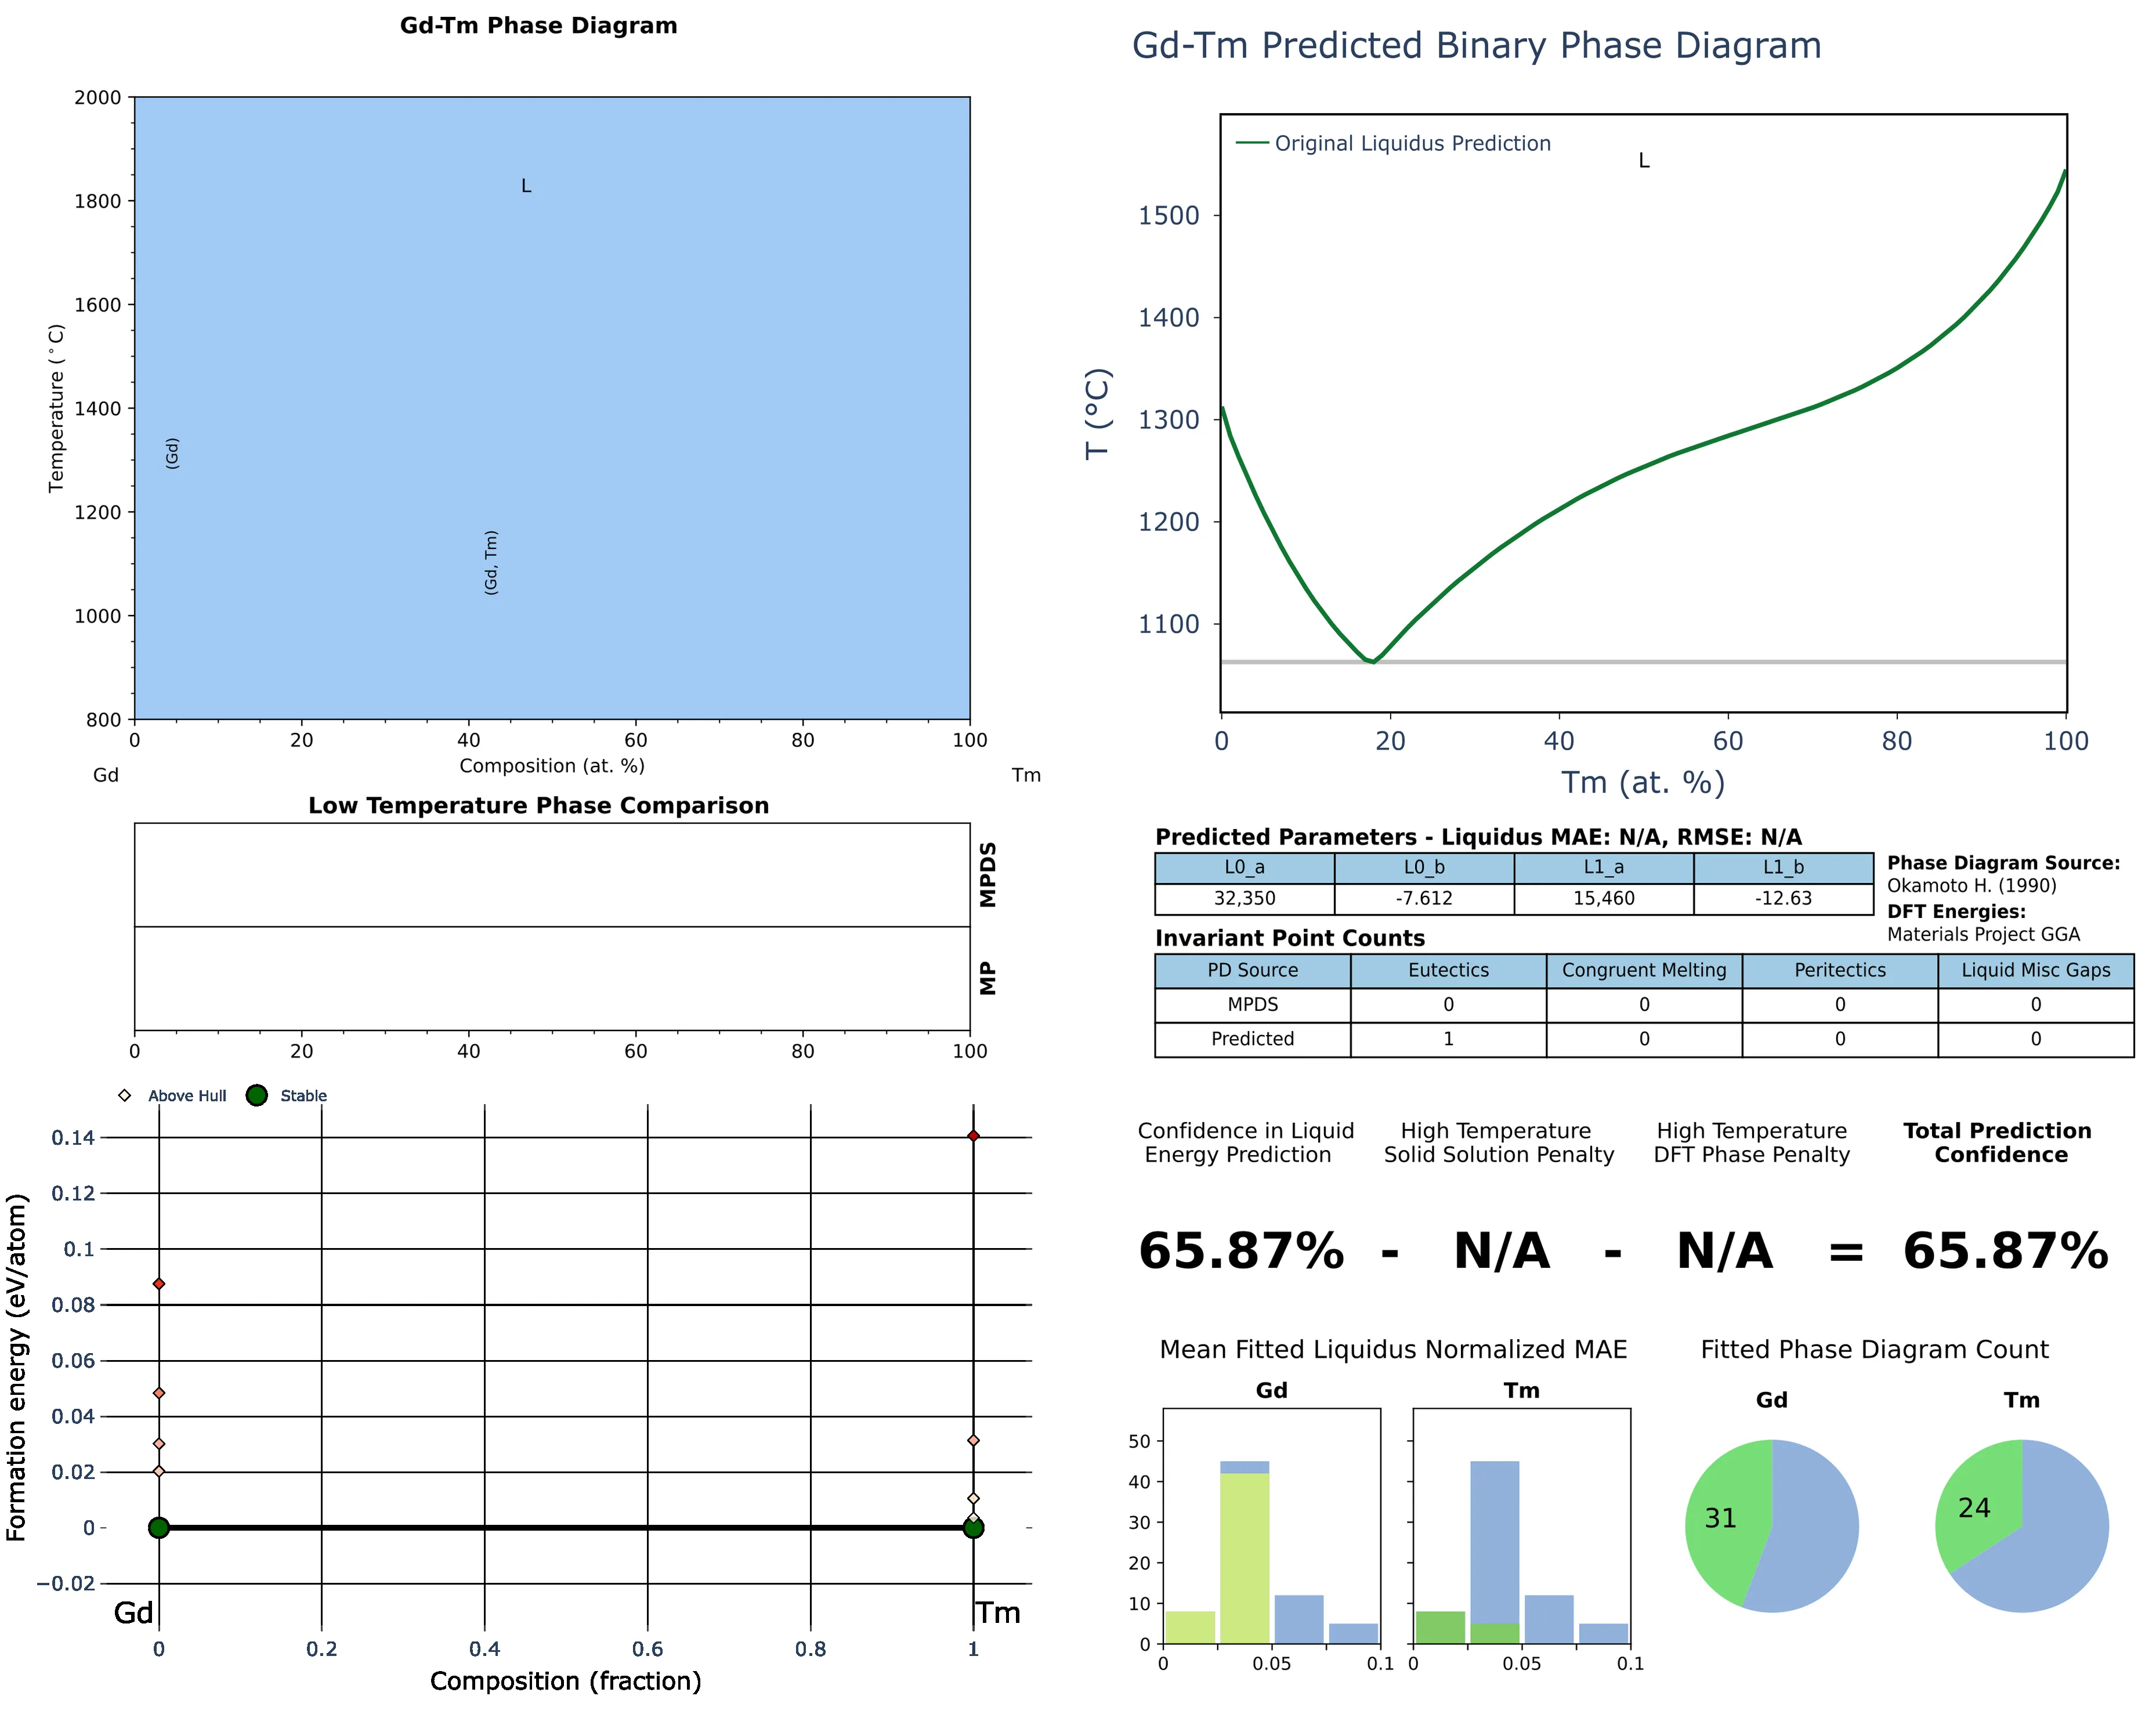 Gd-Tm Phase Diagram
2000
1800
1600
1400
1200
1000
800
Temperature (°C)
L
(Gd)
(Gd, Tm)
0 20 40 60 80 100
Gd Composition (at. %) Tm
Low Temperature Phase Comparison
MPDS
MP
0 20 40 60 80 100
Above Hull Stable
0.14
0.12
0.1
0.08
0.06
0.04
0.02
0
−0.02
Formation energy (eV/atom)
Gd Tm
0 0.2 0.4 0.6 0.8 1
Composition (fraction)
Gd-Tm Predicted Binary Phase Diagram
Original Liquidus Prediction
L
1500
1400
1300
1200
1100
T (°C)
0 20 40 60 80 100
Tm (at. %)
Predicted Parameters - Liquidus MAE: N/A, RMSE: N/A
L0_a L0_b L1_a L1_b
32,350 -7.612 15,460 -12.63
Phase Diagram Source:
Okamoto H. (1990)
DFT Energies:
Materials Project GGA
Invariant Point Counts
PD Source Eutectics Congruent Melting Peritectics Liquid Misc Gaps
MPDS 0 0 0 0
Predicted 1 0 0 0
Confidence in Liquid Energy Prediction
High Temperature Solid Solution Penalty
High Temperature DFT Phase Penalty
Total Prediction Confidence
65.87% - N/A - N/A = 65.87%
Mean Fitted Liquidus Normalized MAE
Gd Tm
50
40
30
20
10
0
0 0.05 0.1 0 0.05 0.1
Fitted Phase Diagram Count
Gd Tm
31 24